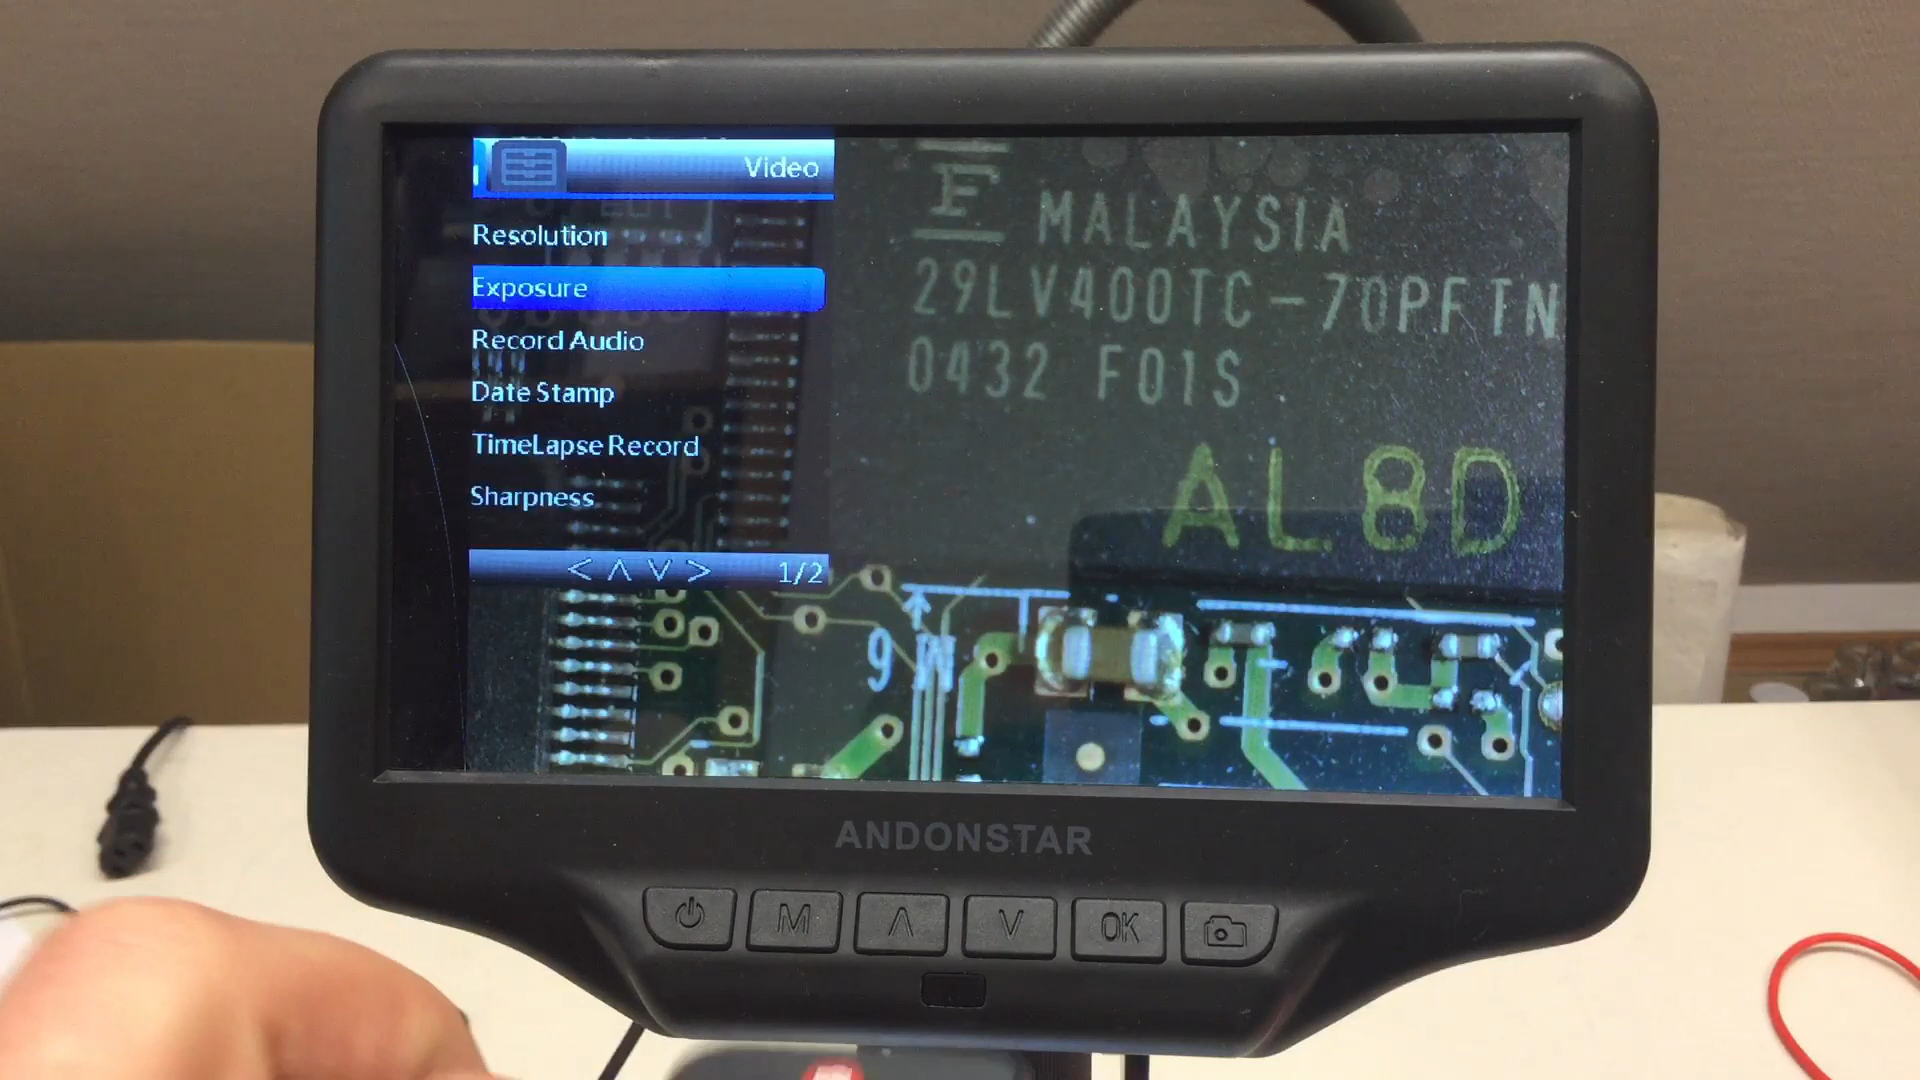 Video
Resolution
Exposure
Record Audio
Date Stamp
TimeLapse Record
Sharpness
< ∧ ∨ > 1/2
F MALAYSIA
29LV400TC-70PFTN
0432 F01S
AL8D
6
M
ANDONSTAR
M ∧ ∨ OK